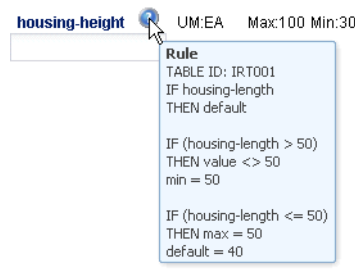 housing-height UM:EA Max:100 Min:30
Rule
TABLE ID: IRT001
IF housing-length
THEN default
IF (housing-length > 50)
THEN value <> 50
min = 50
IF (housing-length <= 50)
THEN max = 50
default = 40